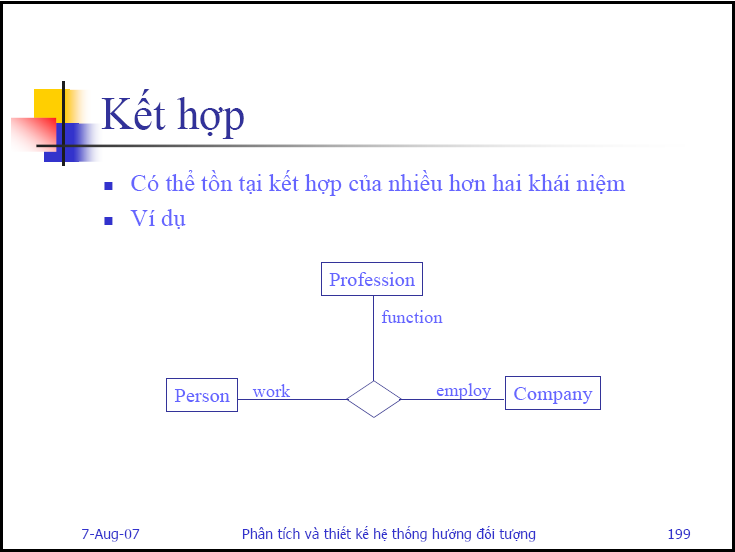 Kết hợp
Có thể tồn tại kết hợp của nhiều hơn hai khái niệm
Ví dụ
Profession
function
Person
work
employ
Company
7-Aug-07
Phân tích và thiết kế hệ thống hướng đối tượng
199